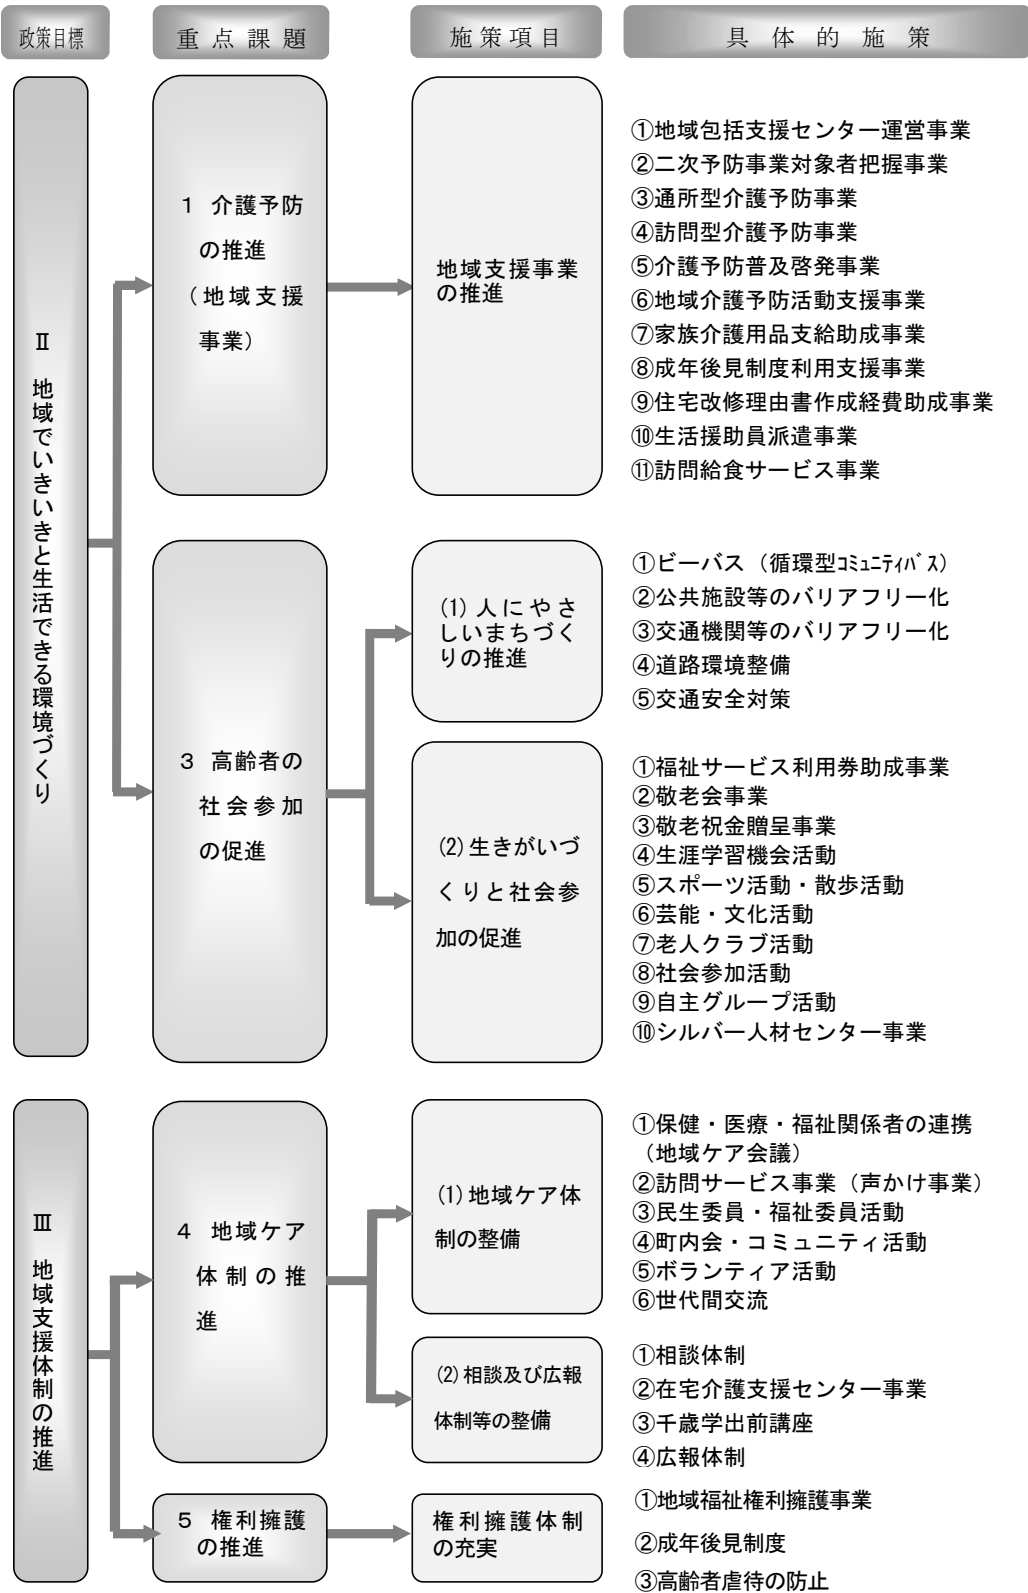 政策目標
重点課題
施策項目
具体的施策
Ⅱ　地域でいきいきと生活できる環境づくり
1　介護予防
の推進
（地域支援
事業）
地域支援事業
の推進
①地域包括支援センター運営事業
②二次予防事業対象者把握事業
③通所型介護予防事業
④訪問型介護予防事業
⑤介護予防普及啓発事業
⑥地域介護予防活動支援事業
⑦家族介護用品支給助成事業
⑧成年後見制度利用支援事業
⑨住宅改修理由書作成経費助成事業
⑩生活援助員派遣事業
⑪訪問給食サービス事業
3　高齢者の
社会参加
の促進
(1)人にやさ
しいまちづく
りの推進
①ビーバス（循環型ｺﾐｭﾆﾃｨﾊﾞｽ）
②公共施設等のバリアフリー化
③交通機関等のバリアフリー化
④道路環境整備
⑤交通安全対策
(2)生きがいづ
くりと社会参
加の促進
①福祉サービス利用券助成事業
②敬老会事業
③敬老祝金贈呈事業
④生涯学習機会活動
⑤スポーツ活動・散歩活動
⑥芸能・文化活動
⑦老人クラブ活動
⑧社会参加活動
⑨自主グループ活動
⑩シルバー人材センター事業
Ⅲ　地域支援体制の推進
4　地域ケア
体制の推
進
(1)地域ケア体
制の整備
①保健・医療・福祉関係者の連携
（地域ケア会議）
②訪問サービス事業（声かけ事業）
③民生委員・福祉委員活動
④町内会・コミュニティ活動
⑤ボランティア活動
⑥世代間交流
(2)相談及び広報
体制等の整備
①相談体制
②在宅介護支援センター事業
③千歳学出前講座
④広報体制
5　権利擁護
の推進
権利擁護体制
の充実
①地域福祉権利擁護事業
②成年後見制度
③高齢者虐待の防止